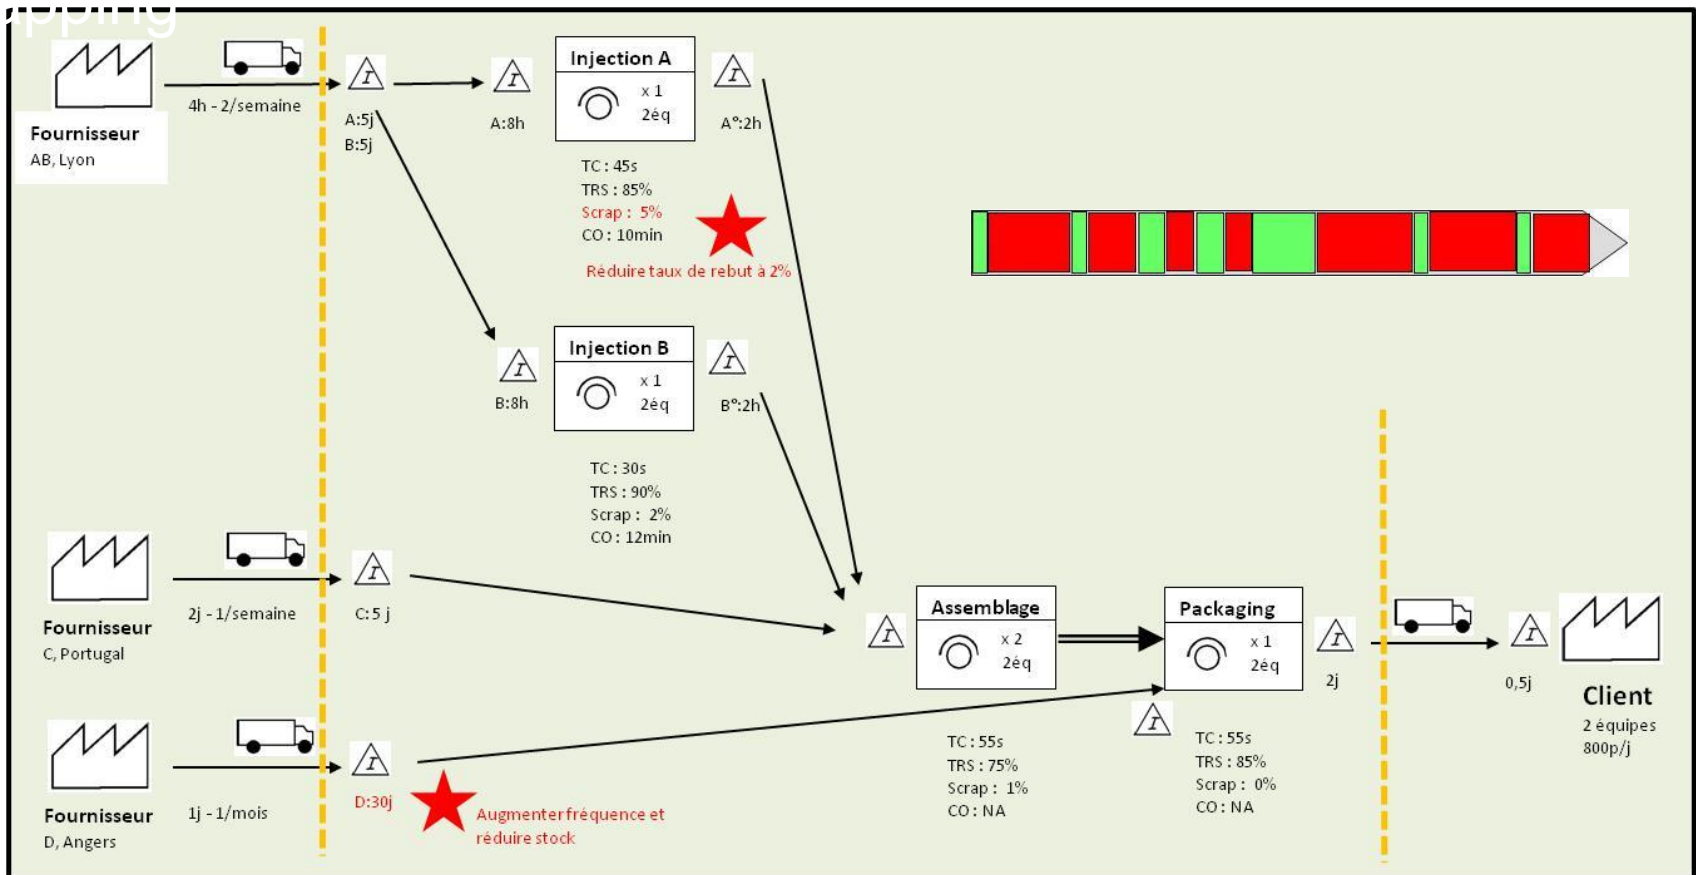 apping
Fournisseur
AB, Lyon
4h - 2/semaine
I
A:5j
B:5j
I
A:8h
Injection A
x 1
2éq
I
A°:2h
TC : 45s
TRS : 85%
Scrap : 5%
CO : 10min
Réduire taux de rebut à 2%
I
B:8h
Injection B
x 1
2éq
I
B°:2h
TC : 30s
TRS : 90%
Scrap : 2%
CO : 12min
Fournisseur
C, Portugal
2j - 1/semaine
I
C: 5 j
I
Assemblage
x 2
2éq
TC : 55s
TRS : 75%
Scrap : 1%
CO : NA
Packaging
x 1
2éq
I
TC : 55s
TRS : 85%
Scrap : 0%
CO : NA
I
2j
I
0,5j
Client
2 équipes
800p/j
Fournisseur
D, Angers
1j - 1/mois
I
D:30j
Augmenter fréquence et
réduire stock